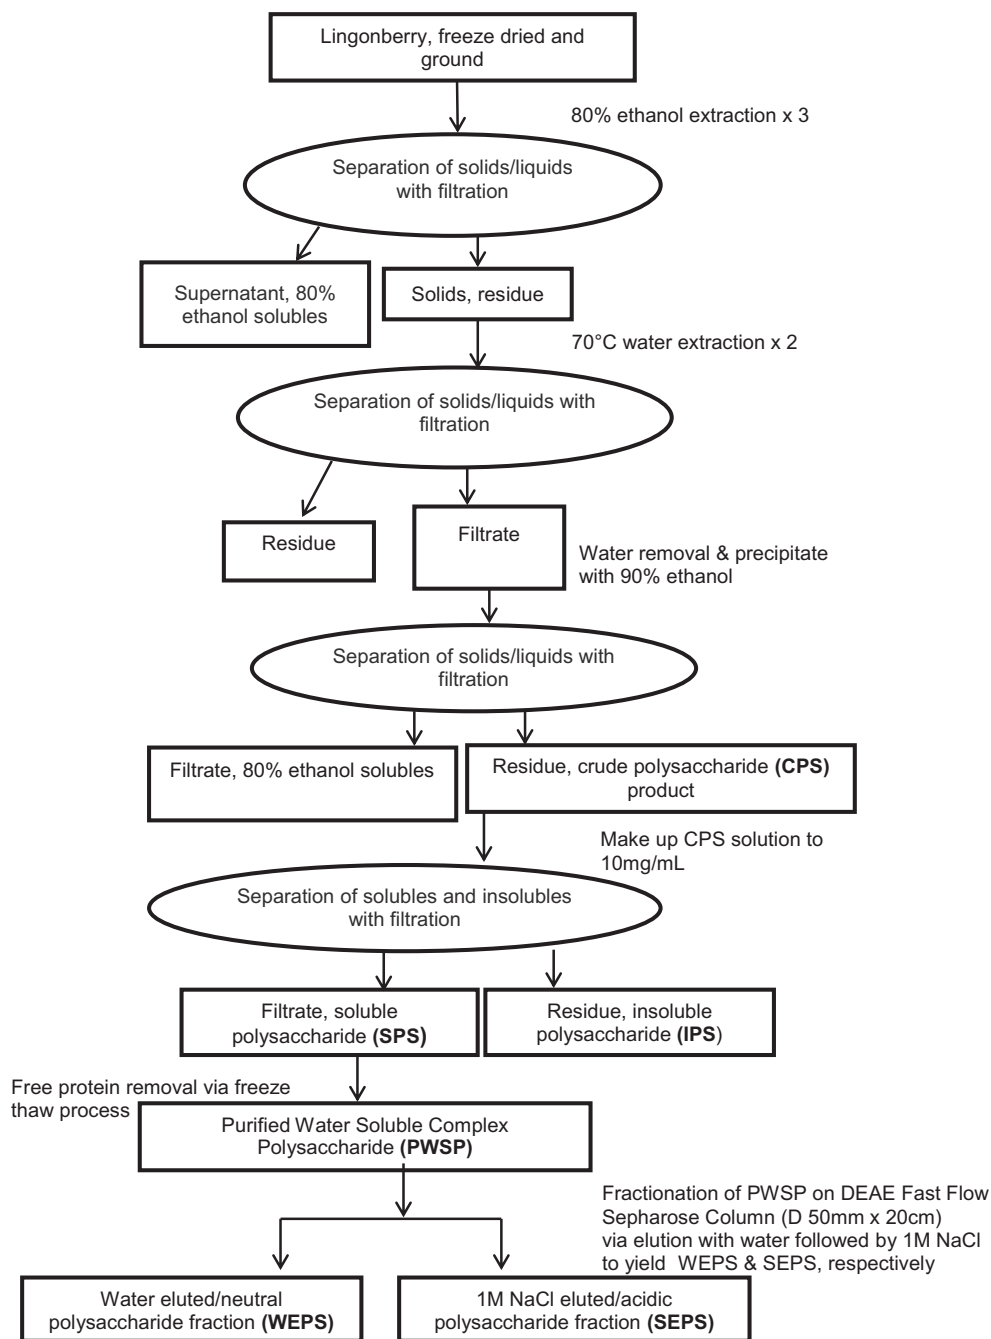 Lingonberry, freeze dried and
ground
80% ethanol extraction x 3
Separation of solids/liquids
with filtration
Supernatant, 80%
ethanol solubles
Solids, residue
70°C water extraction x 2
Separation of solids/liquids with
filtration
Residue
Filtrate
Water removal & precipitate
with 90% ethanol
Separation of solids/liquids with
filtration
Filtrate, 80% ethanol solubles
Residue, crude polysaccharide (CPS)
product
Make up CPS solution to
10mg/mL
Separation of solubles and insolubles
with filtration
Filtrate, soluble
polysaccharide (SPS)
Residue, insoluble
polysaccharide (IPS)
Free protein removal via freeze
thaw process
Purified Water Soluble Complex
Polysaccharide (PWSP)
Fractionation of PWSP on DEAE Fast Flow
Sepharose Column (D 50mm x 20cm)
via elution with water followed by 1M NaCl
to yield WEPS & SEPS, respectively
Water eluted/neutral
polysaccharide fraction (WEPS)
1M NaCl eluted/acidic
polysaccharide fraction (SEPS)